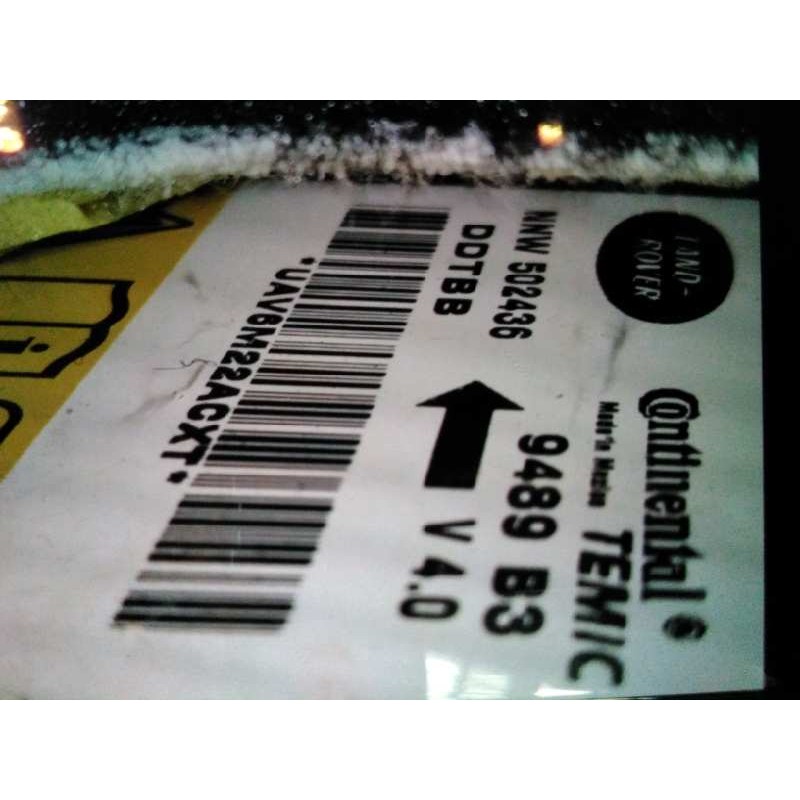 LAND-
ROVER
Continental
Made in Mexico
TEMIC
NNW 502436
9489 B3
DDTBB
V 4.0
*UAV6M22ACXT*